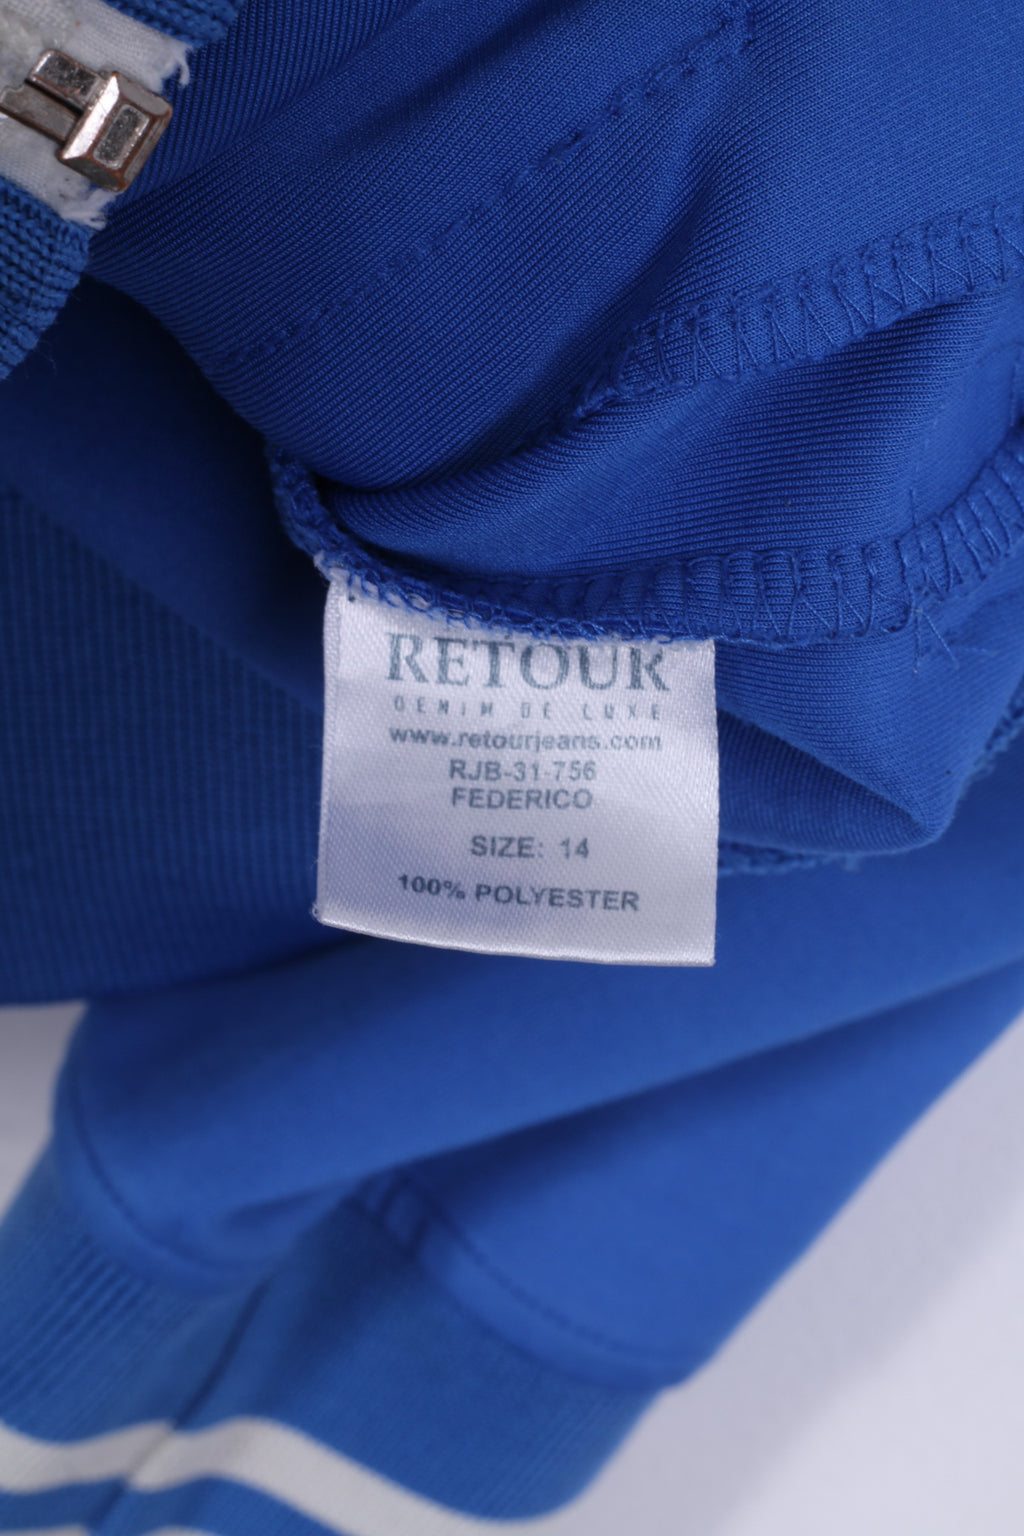 RETOUR
DENIM DE LUXE
www.retourjeans.com
RJB-31-756
FEDERICO
SIZE: 14
100% POLYESTER